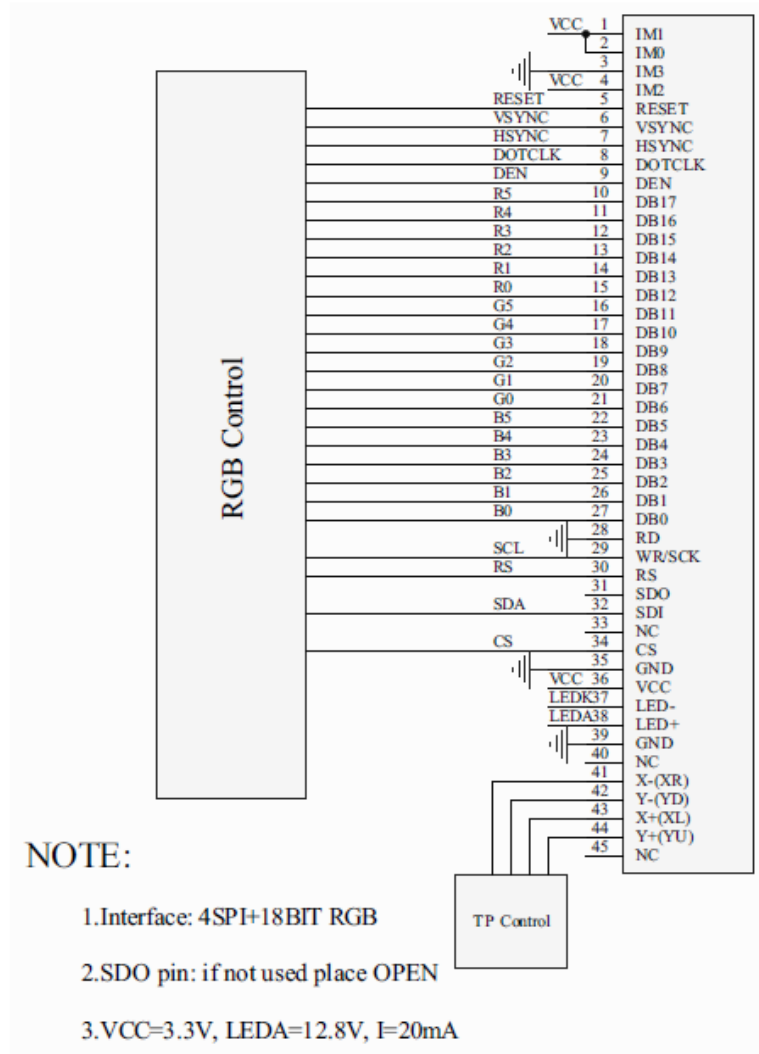 VCC 1 IM1
2 IM0
3 IM3
VCC 4 IM2
RESET 5 RESET
VSYNC 6 VSYNC
HSYNC 7 HSYNC
DOTCLK 8 DOTCLK
DEN 9 DEN
R5 10 DB17
R4 11 DB16
R3 12 DB15
R2 13 DB14
R1 14 DB13
R0 15 DB12
G5 16 DB11
G4 17 DB10
G3 18 DB9
G2 19 DB8
G1 20 DB7
G0 21 DB6
B5 22 DB5
B4 23 DB4
B3 24 DB3
B2 25 DB2
B1 26 DB1
B0 27 DB0
28 RD
SCL 29 WR/SCK
RS 30 RS
31 SDO
SDA 32 SDI
33 NC
CS 34 CS
35 GND
VCC 36 VCC
LEDK 37 LED-
LEDA 38 LED+
39 GND
40 NC
41 X-(XR)
42 Y-(YD)
43 X+(XL)
44 Y+(YU)
45 NC
RGB Control
TP Control
NOTE:
1.Interface: 4SPI+18BIT RGB
2.SDO pin: if not used place OPEN
3.VCC=3.3V, LEDA=12.8V, I=20mA